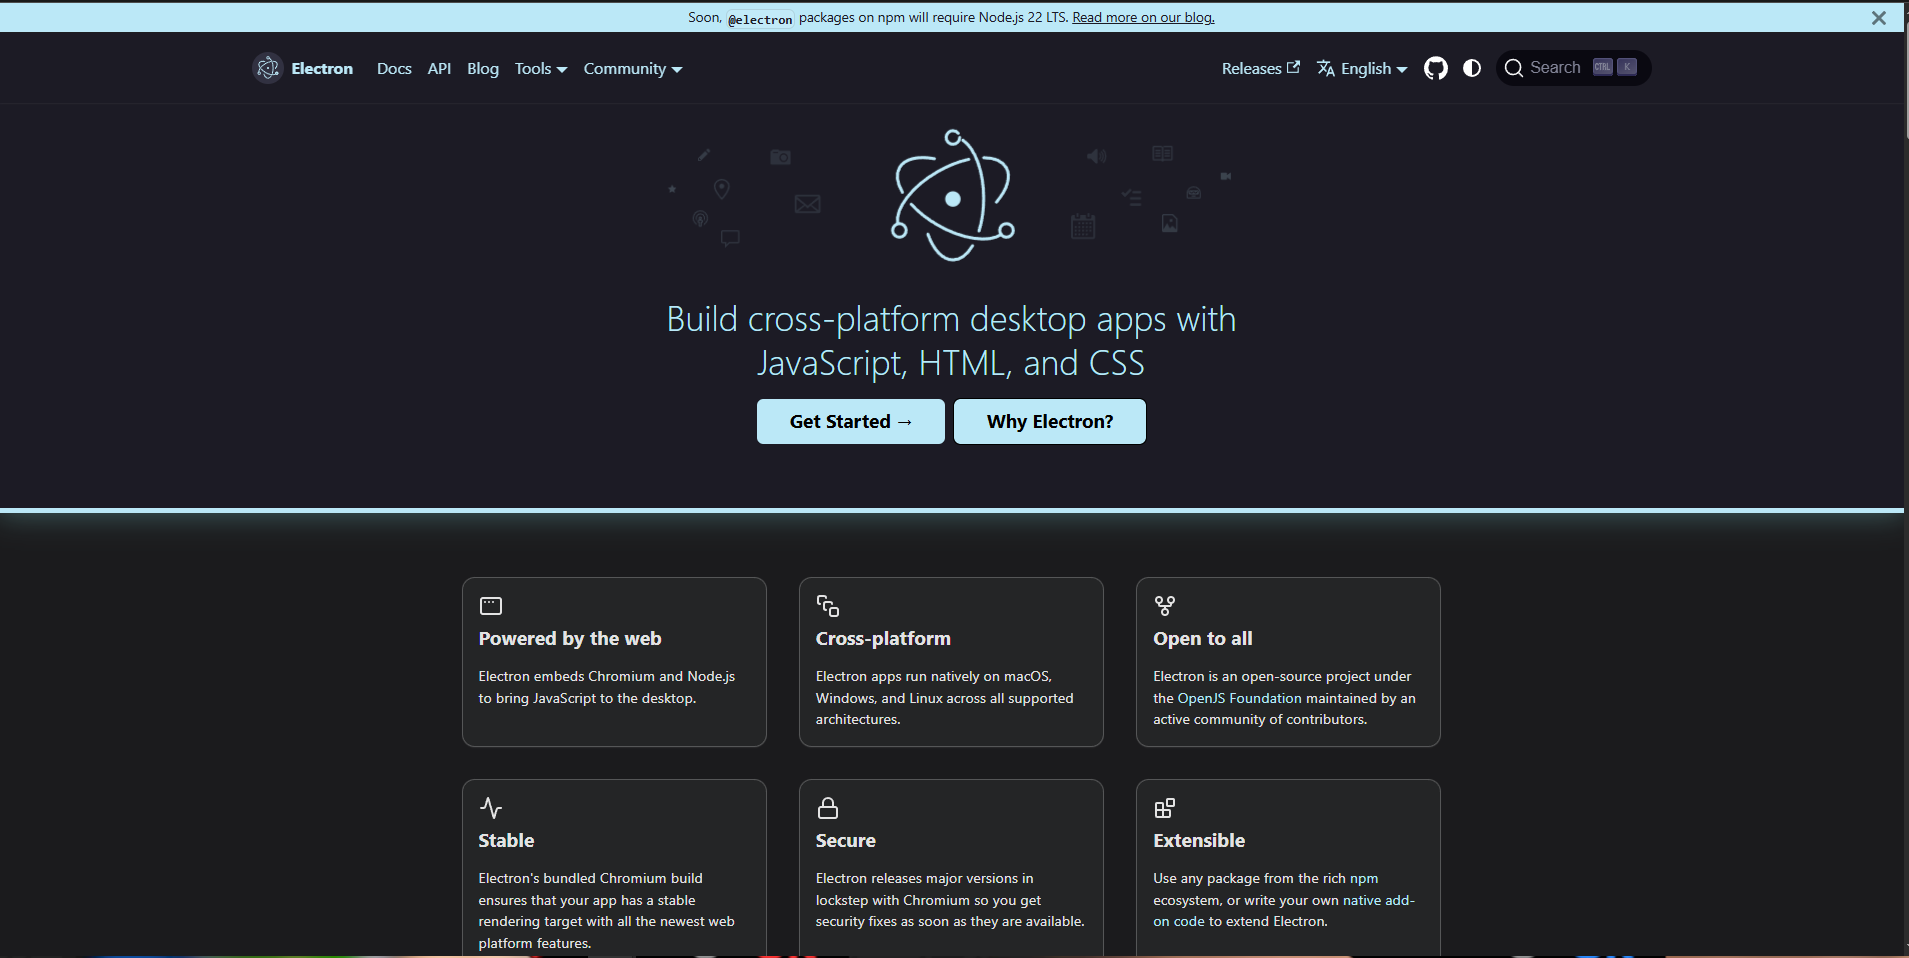 Soon, @electron packages on npm will require Node.js 22 LTS. Read more on our blog.
Electron Docs API Blog Tools Community Releases English Search CTRL K
Build cross-platform desktop apps with
JavaScript, HTML, and CSS
Get Started → Why Electron?
Powered by the web
Electron embeds Chromium and Node.js
to bring JavaScript to the desktop.
Cross-platform
Electron apps run natively on macOS,
Windows, and Linux across all supported
architectures.
Open to all
Electron is an open-source project under
the OpenJS Foundation maintained by an
active community of contributors.
Stable
Electron's bundled Chromium build
ensures that your app has a stable
rendering target with all the newest web
platform features.
Secure
Electron releases major versions in
lockstep with Chromium so you get
security fixes as soon as they are available.
Extensible
Use any package from the rich npm
ecosystem, or write your own native add-
on code to extend Electron.